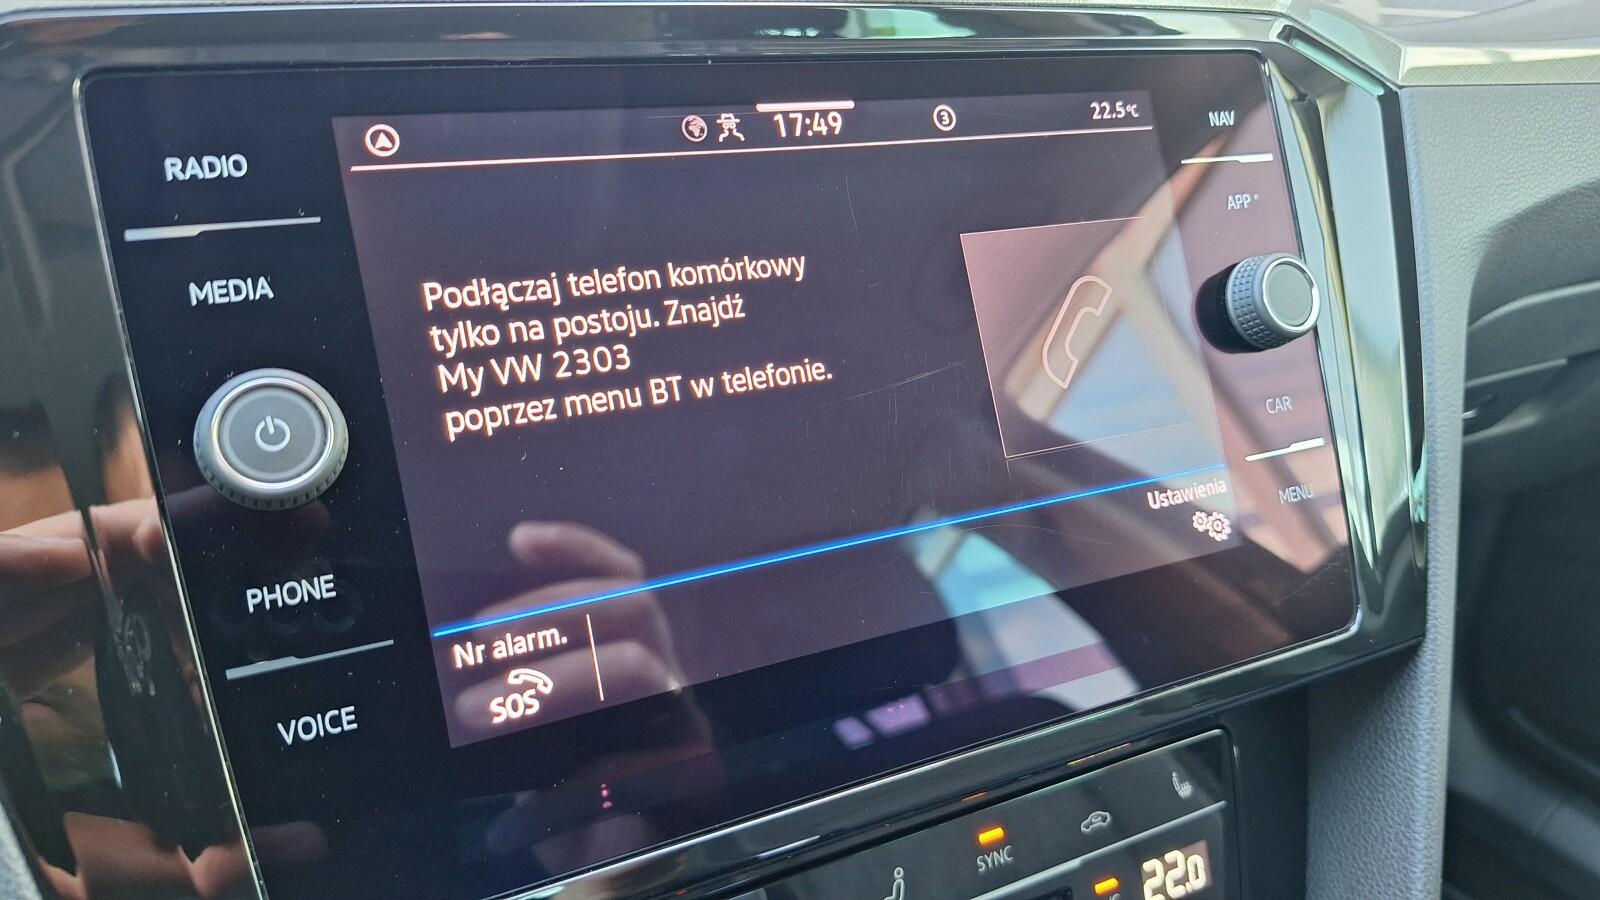 RADIO
MEDIA
PHONE
VOICE
17:49
3
22.5°C
Podłączaj telefon komórkowy
tylko na postoju. Znajdź
My VW 2303
poprzez menu BT w telefonie.
Ustawienia
Nr alarm.
SOS
NAV
APP
CAR
MENU
SYNC
22.0